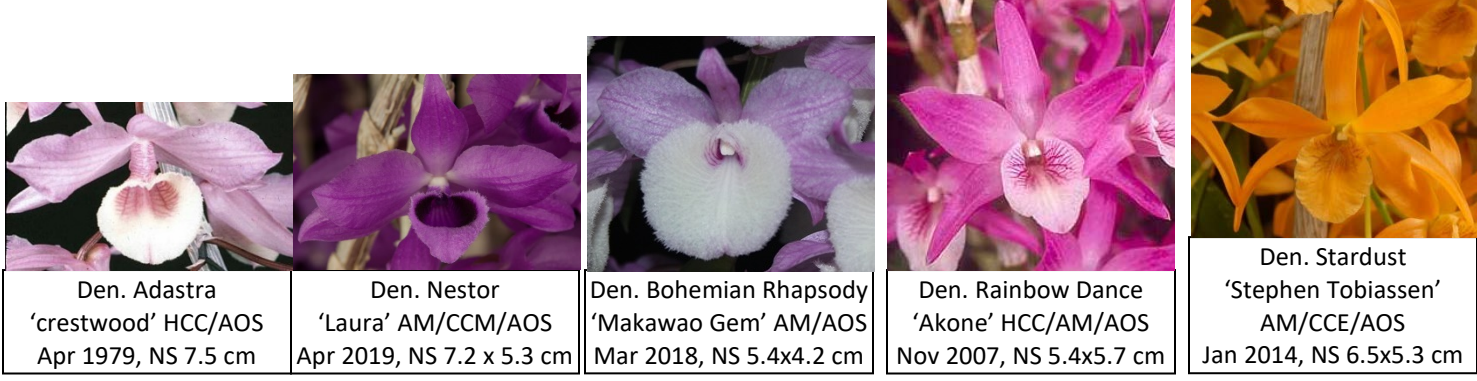 Den. Adastra
‘crestwood’ HCC/AOS
Apr 1979, NS 7.5 cm
Den. Nestor
‘Laura’ AM/CCM/AOS
Apr 2019, NS 7.2 x 5.3 cm
Den. Bohemian Rhapsody
‘Makawao Gem’ AM/AOS
Mar 2018, NS 5.4x4.2 cm
Den. Rainbow Dance
‘Akone’ HCC/AM/AOS
Nov 2007, NS 5.4x5.7 cm
Den. Stardust
‘Stephen Tobiassen’
AM/CCE/AOS
Jan 2014, NS 6.5x5.3 cm